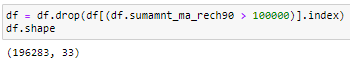 df = df.drop(df[(df.sumamnt_ma_rech90 > 100000)].index)
df.shape
(196283, 33)